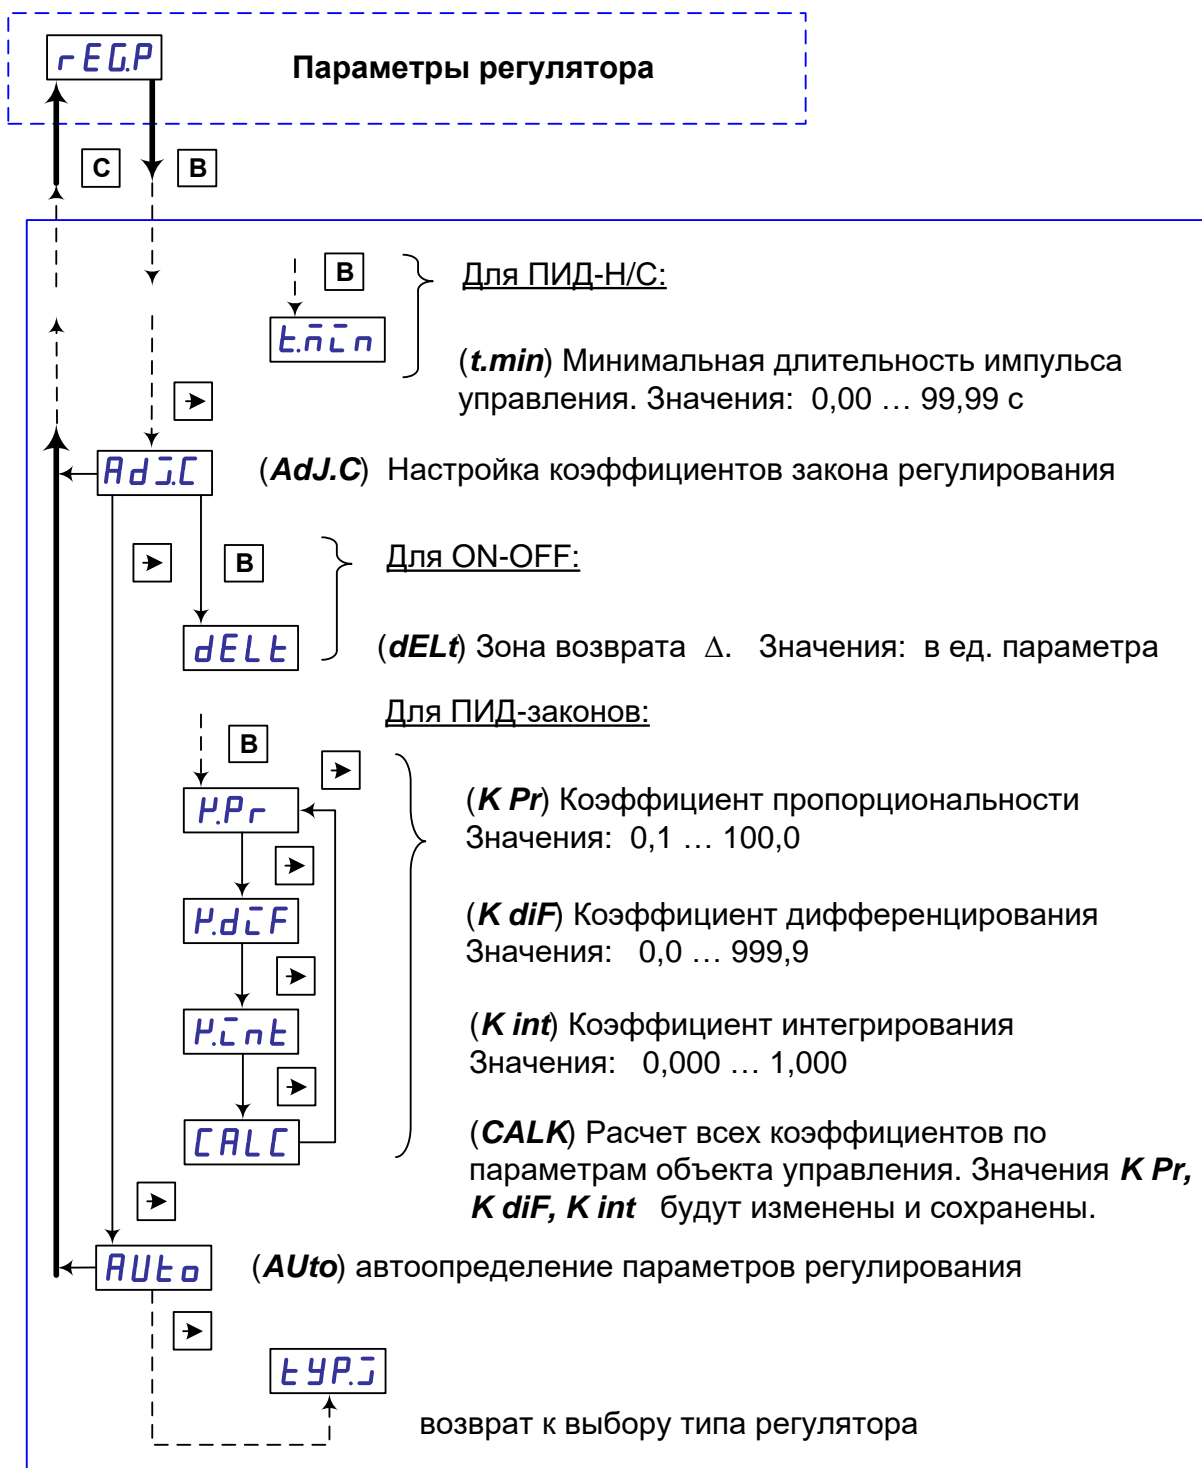 rEG.P
Параметры регулятора
C
B
B
Для ПИД-Н/С:
t.min
(t.min) Минимальная длительность импульса
управления. Значения: 0,00 … 99,99 с
AdJ.C
(AdJ.C) Настройка коэффициентов закона регулирования
B
Для ON-OFF:
dELt
(dELt) Зона возврата Δ. Значения: в ед. параметра
Для ПИД-законов:
B
K.Pr
(K Pr) Коэффициент пропорциональности
Значения: 0,1 … 100,0
K.diF
(K diF) Коэффициент дифференцирования
Значения: 0,0 … 999,9
K.int
(K int) Коэффициент интегрирования
Значения: 0,000 … 1,000
CALC
(CALK) Расчет всех коэффициентов по
параметрам объекта управления. Значения K Pr,
K diF, K int будут изменены и сохранены.
AUto
(AUto) автоопределение параметров регулирования
tYP.J
возврат к выбору типа регулятора